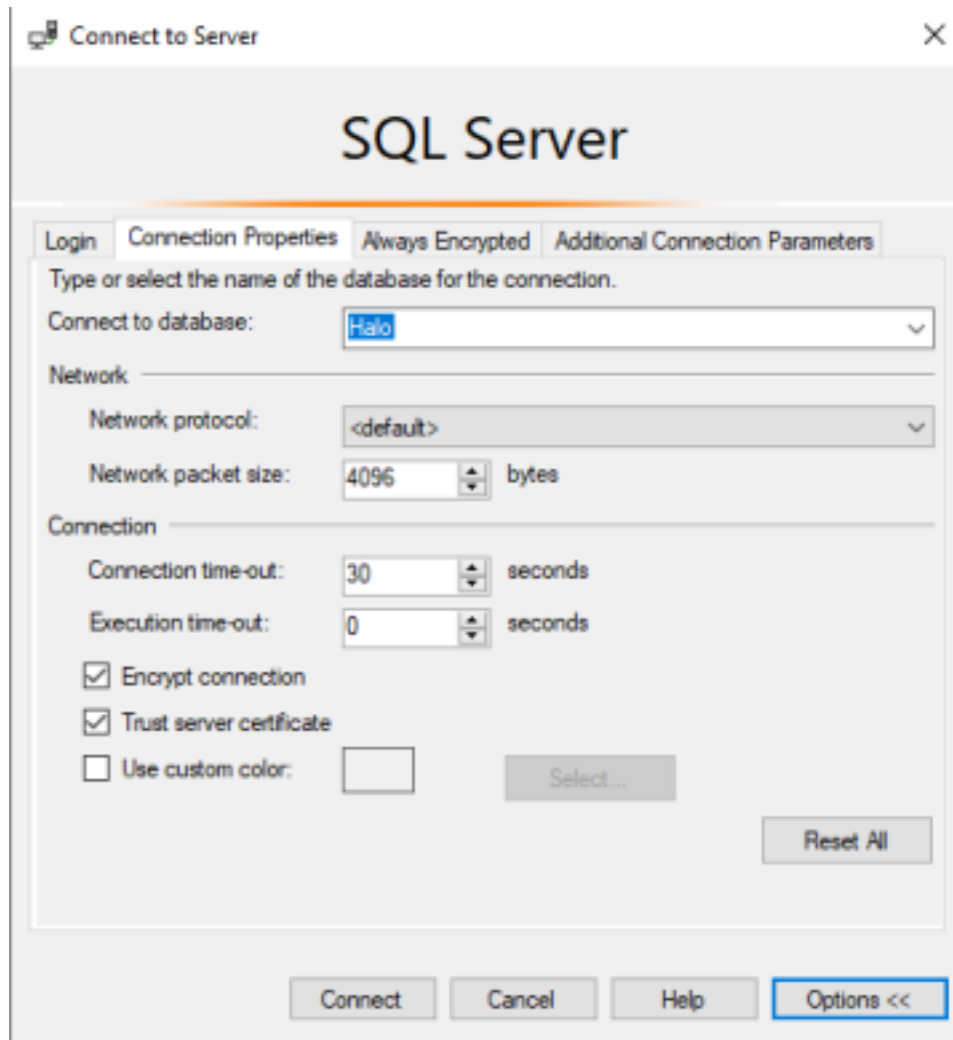 Connect to Server
SQL Server
Login Connection Properties Always Encrypted Additional Connection Parameters
Type or select the name of the database for the connection.
Connect to database: Halo
Network
Network protocol: <default>
Network packet size: 4096 bytes
Connection
Connection time-out: 30 seconds
Execution time-out: 0 seconds
Encrypt connection
Trust server certificate
Use custom color: Select...
Reset All
Connect Cancel Help Options <<